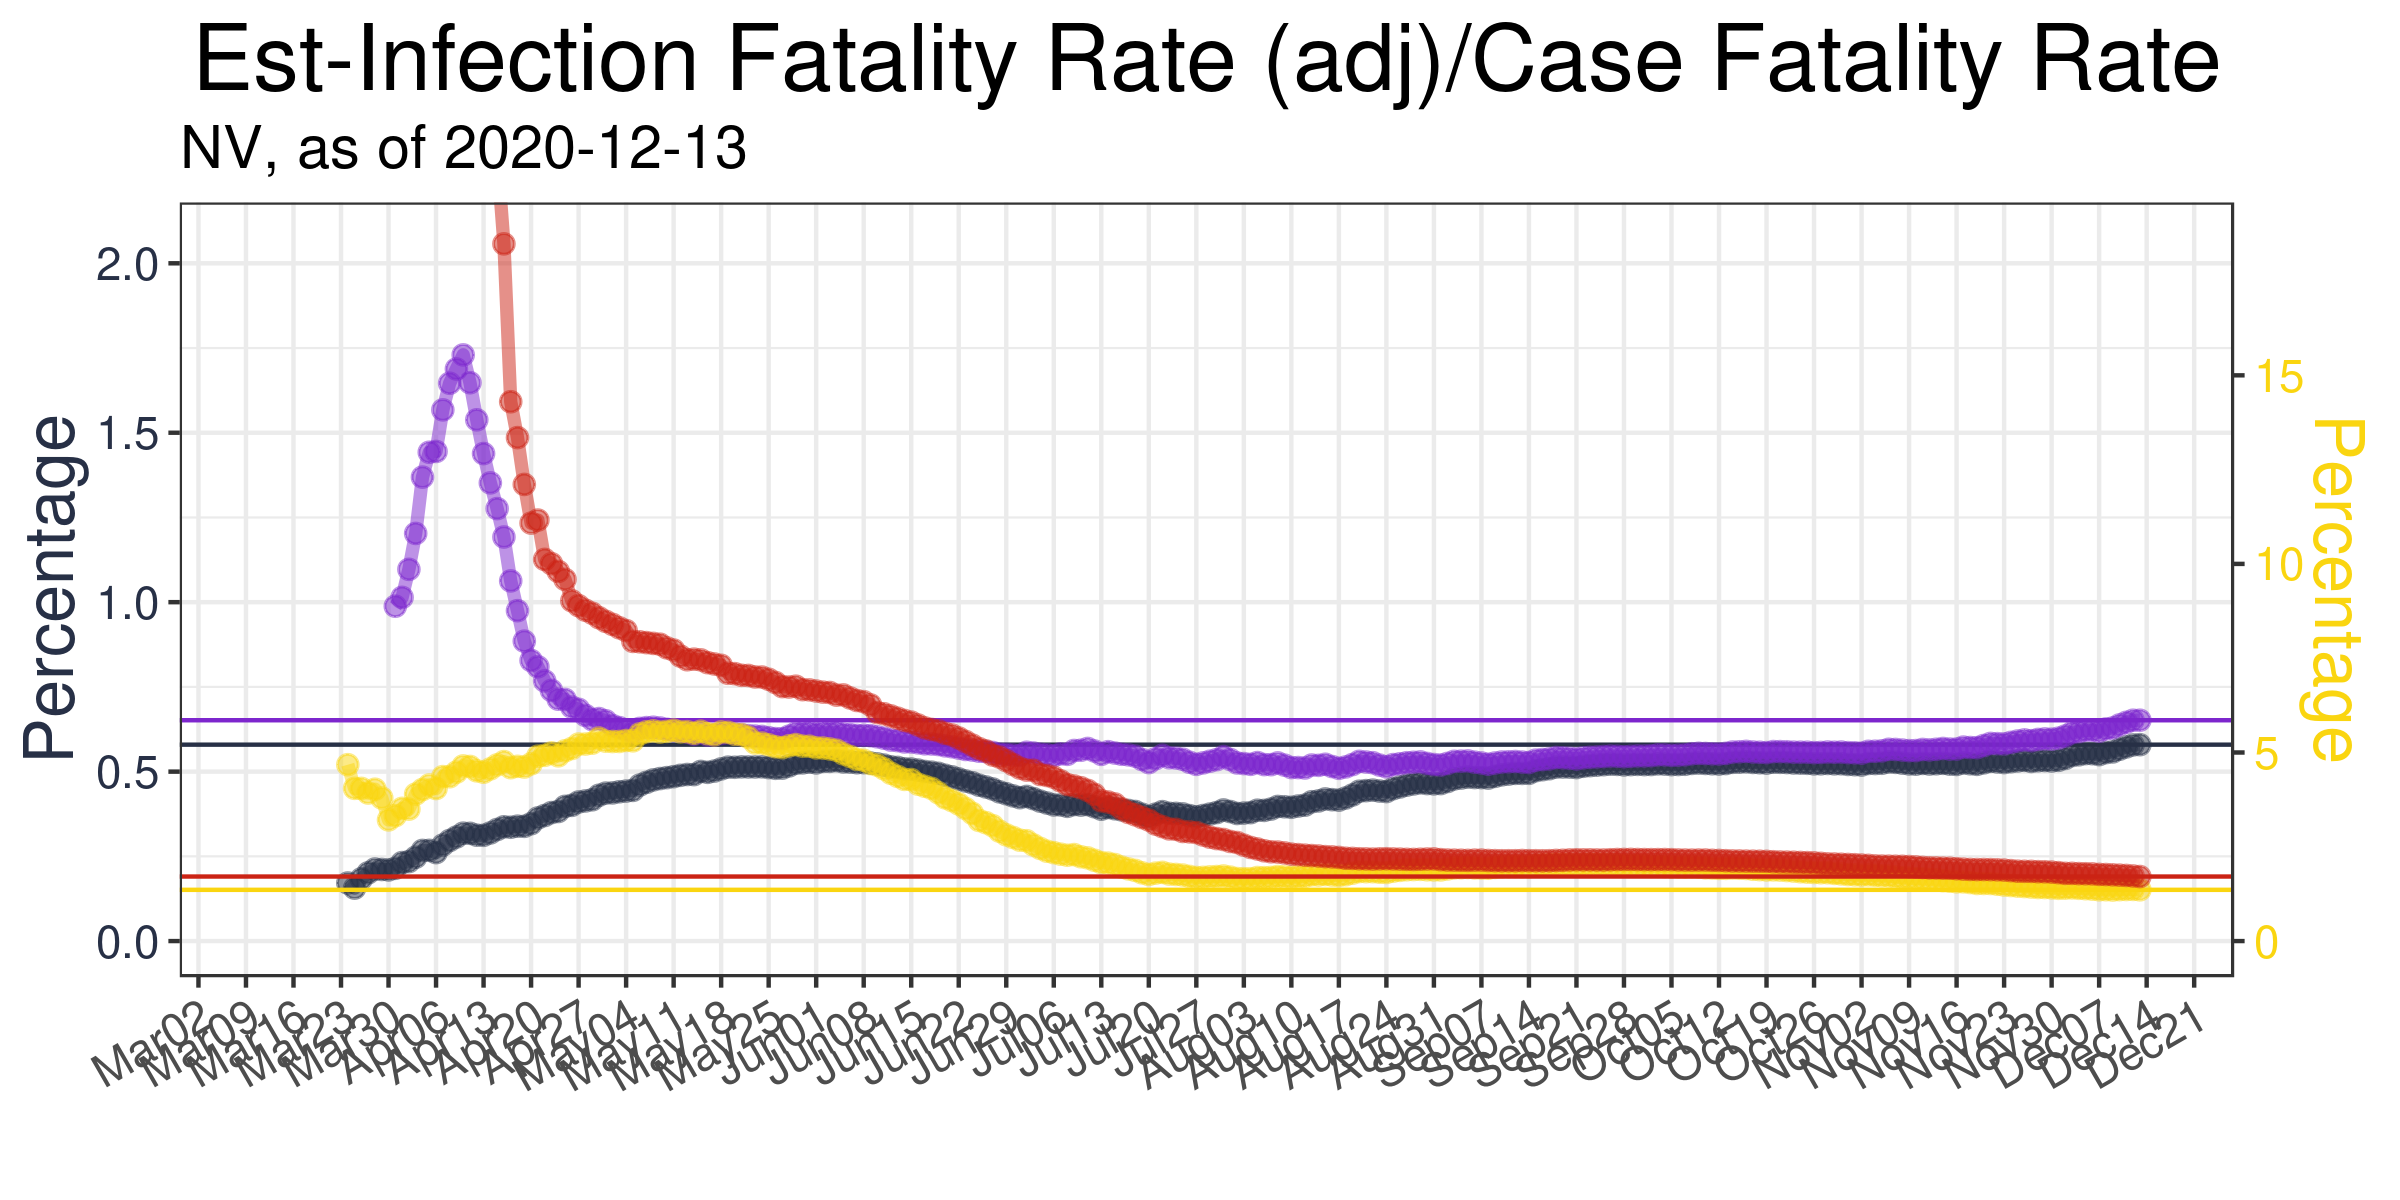 Est-Infection Fatality Rate (adj)/Case Fatality Rate
NV, as of 2020-12-13
Percentage
2.0
1.5
1.0
0.5
0.0
15
10
5
0
Percentage
Mar02
Mar09
Mar16
Mar23
Mar30
Apr06
Apr13
Apr20
Apr27
May04
May11
May18
May25
Jun01
Jun08
Jun15
Jun22
Jun29
Jul06
Jul13
Jul20
Jul27
Aug03
Aug10
Aug17
Aug24
Aug31
Sep07
Sep14
Sep21
Sep28
Oct05
Oct12
Oct19
Oct26
Nov02
Nov09
Nov16
Nov23
Nov30
Dec07
Dec14
Dec21